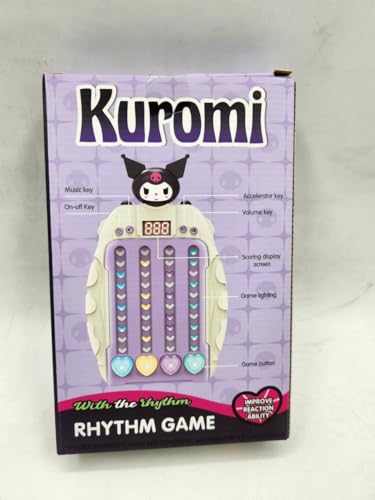 Kuromi
Music key
On-off Key
Accelerator key
Volume key
888
Scoring display
screen
Game lighting
Game button
With the rhythm
RHYTHM GAME
IMPROVE
REACTION
ABILITY